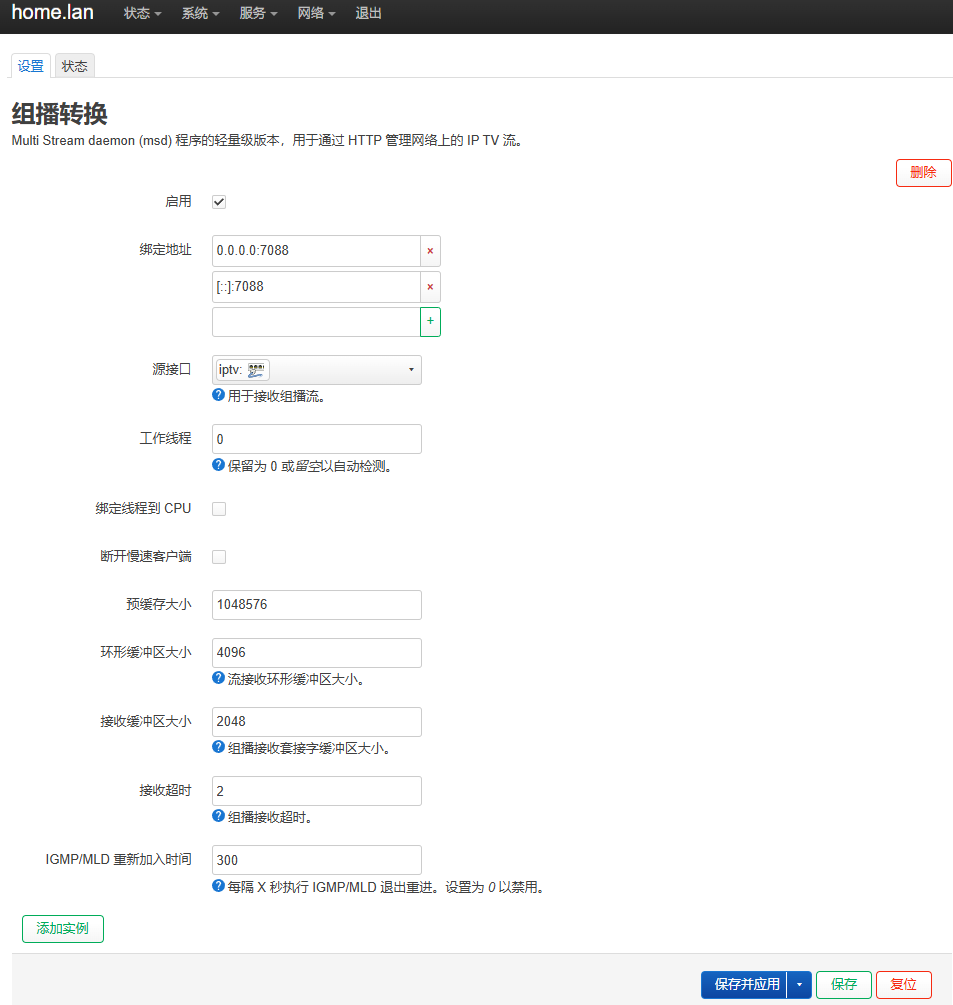 home.lan 状态 系统 服务 网络 退出
设置 状态
组播转换
Multi Stream daemon (msd) 程序的轻量级版本，用于通过 HTTP 管理网络上的 IP TV 流。
删除
启用
绑定地址 0.0.0.0:7088 ×
[::]:7088 ×
+
源接口 iptv:
用于接收组播流。
工作线程 0
保留为 0 或留空以自动检测。
绑定线程到 CPU
断开慢速客户端
预缓存大小 1048576
环形缓冲区大小 4096
流接收环形缓冲区大小。
接收缓冲区大小 2048
组播接收套接字缓冲区大小。
接收超时 2
组播接收超时。
IGMP/MLD 重新加入时间 300
每隔 X 秒执行 IGMP/MLD 退出重进。设置为 0 以禁用。
添加实例
保存并应用 保存 复位